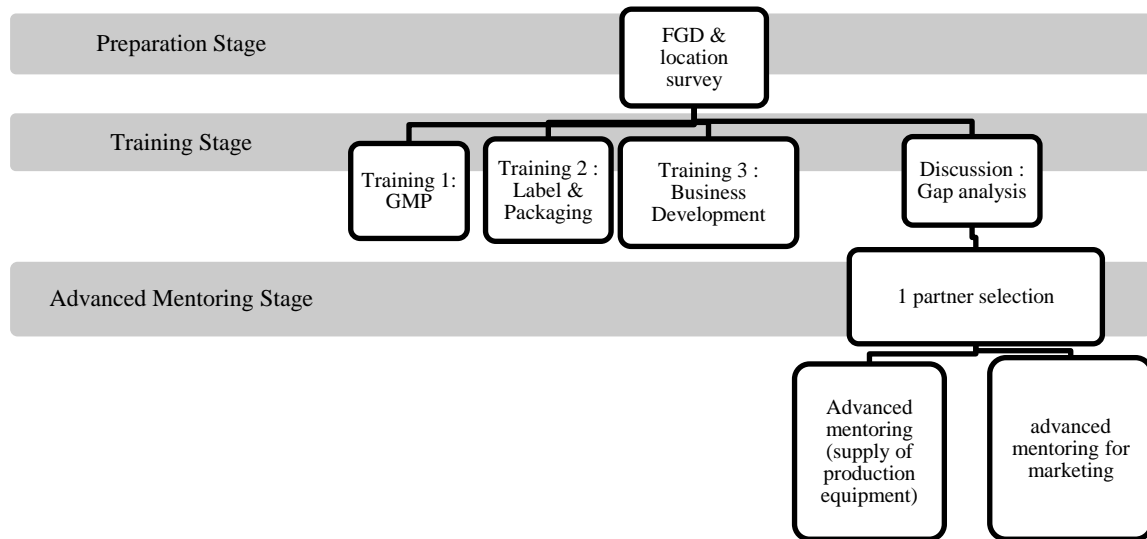 Preparation Stage
FGD &
location
survey
Training Stage
Training 1:
GMP
Training 2 :
Label &
Packaging
Training 3 :
Business
Development
Discussion :
Gap analysis
Advanced Mentoring Stage
1 partner selection
Advanced
mentoring
(supply of
production
equipment)
advanced
mentoring for
marketing